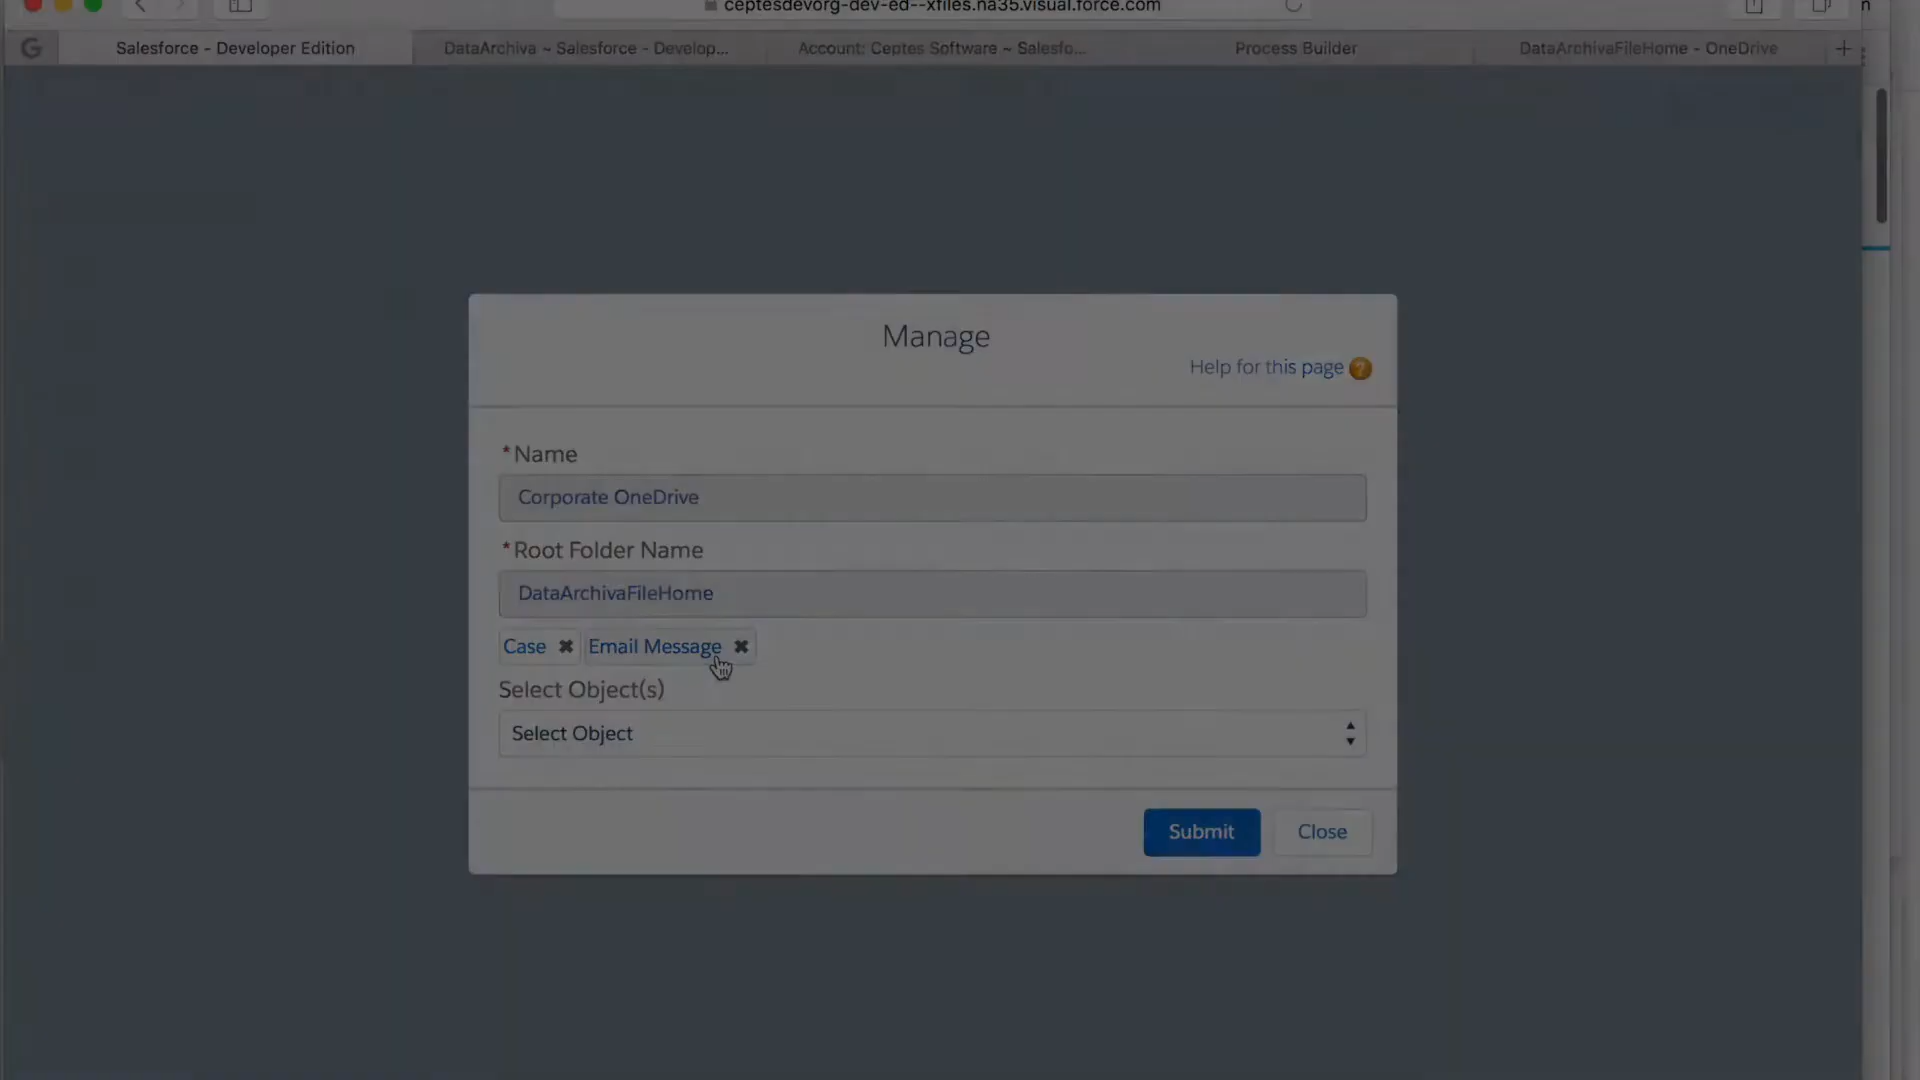 ceptesdevorg-dev-ed--xfiles.na35.visual.force.com
n
G Salesforce - Developer Edition DataArchiva ~ Salesforce - Develop... Account: Ceptes Software ~ Salesfo... Process Builder DataArchivaFileHome - OneDrive +
Manage
Help for this page ?
*Name
Corporate OneDrive
*Root Folder Name
DataArchivaFileHome
Case ✖ Email Message ✖
Select Object(s)
Select Object
Submit Close